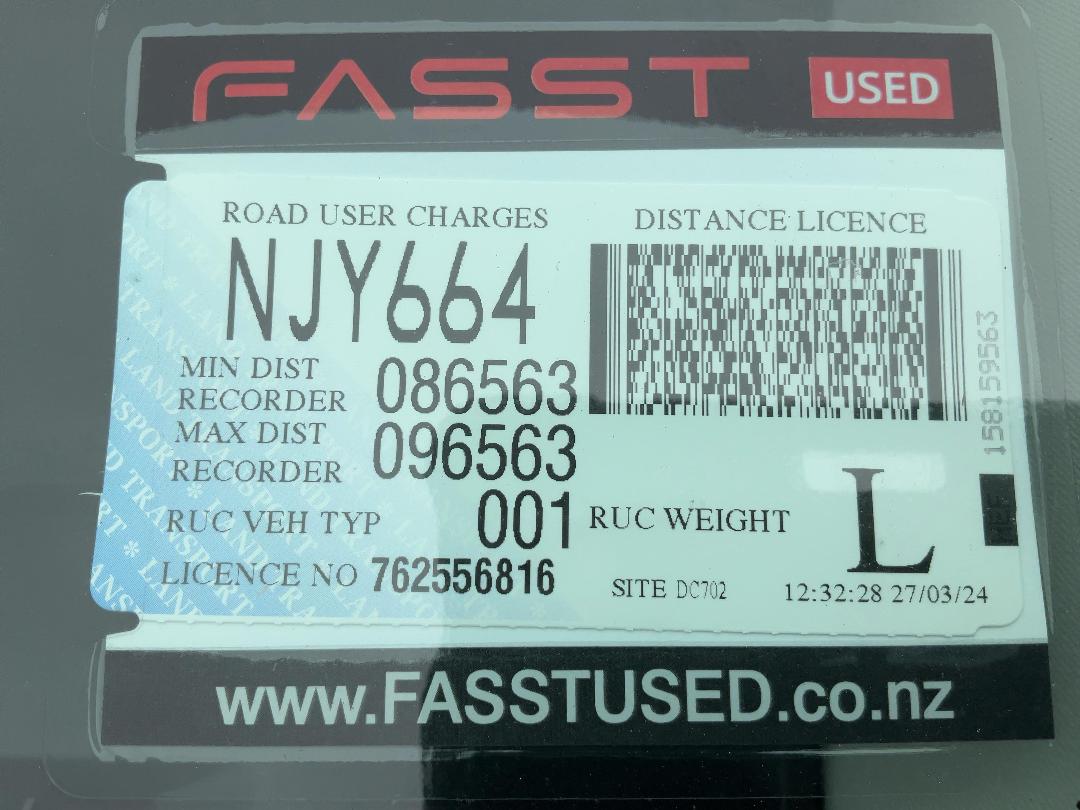 FASST USED
ROAD USER CHARGES
DISTANCE LICENCE
NJY664
MIN DIST
RECORDER 086563
MAX DIST
RECORDER 096563
158159563
RUC VEH TYP 001
RUC WEIGHT L
LICENCE NO 762556816
SITE DC702
12:32:28 27/03/24
www.FASSTUSED.co.nz